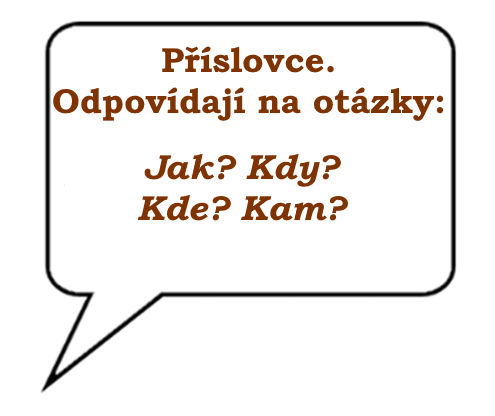 Příslovce.
Odpovídají na otázky:
Jak? Kdy?
Kde? Kam?